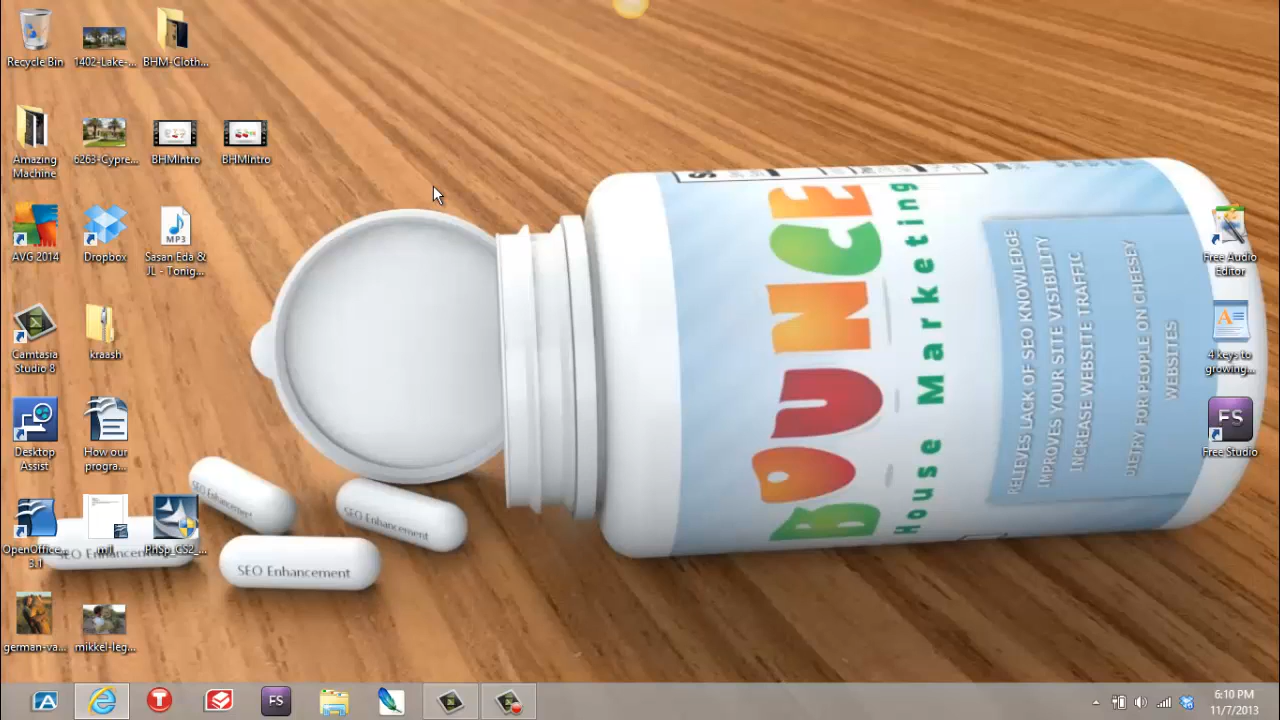 Recycle Bin
1402-Lake-...
BHM-Cloth...
Amazing
Machine
6263-Cypre...
BHMIntro
BHMIntro
AVG 2014
Dropbox
MP3
Sasan Eda &
JL - Tonig...
Camtasia
Studio 8
kraash
Desktop
Assist
How our
progra...
OpenOffice...
3.1
mil
PhSp_CS2_...
german-va...
mikkel-leg...
SEO Enhancement
SEO Enhancement
SEO Enhancement
SEO Enhancement
BOUNCE
House Marketing
RELIEVES LACK OF SEO KNOWLEDGE
IMPROVES YOUR SITE VISIBILITY
INCREASE WEBSITE TRAFFIC
DIETRY FOR PEOPLE ON CHEESEY
WEBSITES
Free Audio
Editor
4 keys to
growing...
FS
Free Studio
FS
6:10 PM
11/7/2013